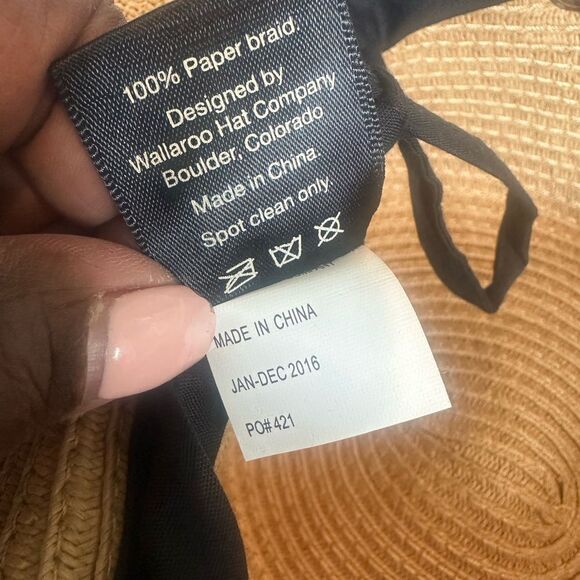 100% Paper braid.
Designed by
Wallaroo Hat Company
Boulder, Colorado
Made in China.
Spot clean only.
MADE IN CHINA
JAN-DEC 2016
PO# 421